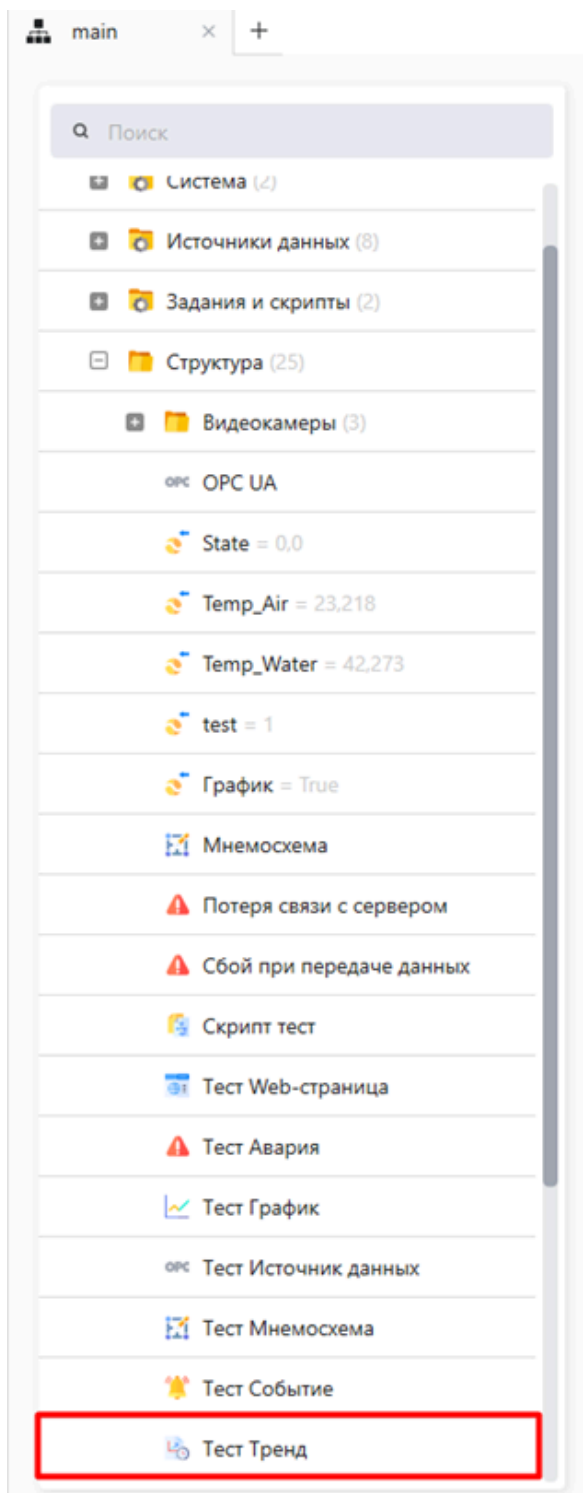 main × +
Поиск
Система (2)
Источники данных (8)
Задания и скрипты (2)
Структура (25)
Видеокамеры (3)
OPC OPC UA
State = 0,0
Temp_Air = 23,218
Temp_Water = 42,273
test = 1
График = True
Мнемосхема
Потеря связи с сервером
Сбой при передаче данных
Скрипт тест
Тест Web-страница
Тест Авария
Тест График
OPC Тест Источник данных
Тест Мнемосхема
Тест Событие
Тест Тренд